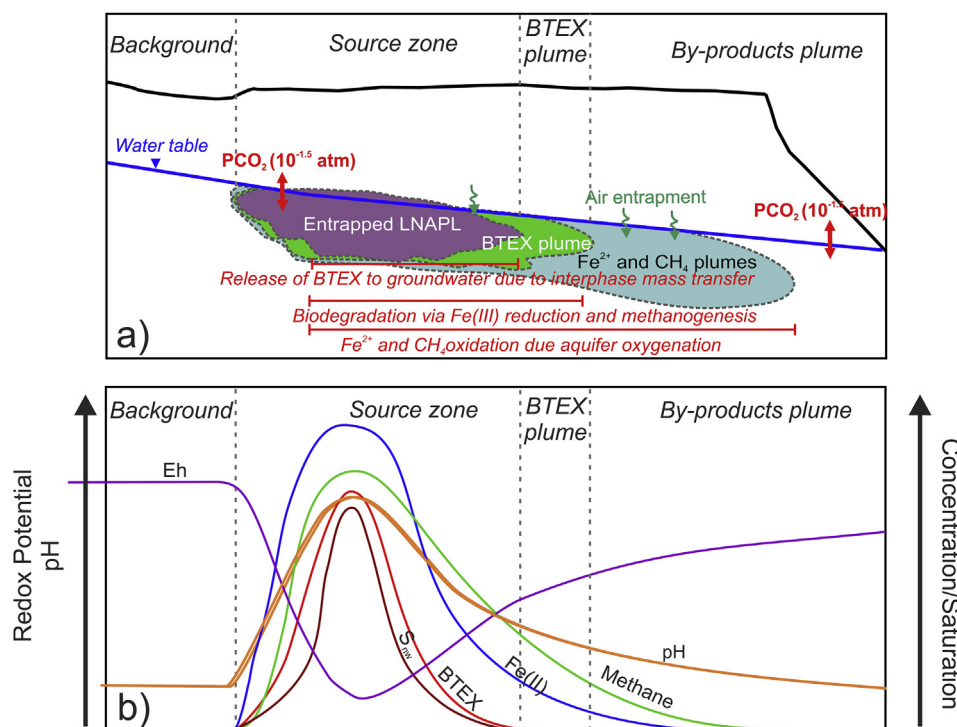 Background
Source zone
BTEX
plume
By-products plume
Water table
PCO₂ (10⁻¹·⁵ atm)
Air entrapment
PCO₂ (10⁻¹·⁵ atm)
Entrapped LNAPL
BTEX plume
Fe²⁺ and CH₄ plumes
Release of BTEX to groundwater due to interphase mass transfer
Biodegradation via Fe(III) reduction and methanogenesis
Fe²⁺ and CH₄oxidation due aquifer oxygenation
a)
Background
Source zone
BTEX
plume
By-products plume
Eh
Redox Potential
pH
Concentration/Saturation
Sₙw
BTEX
Fe(II)
Methane
pH
b)